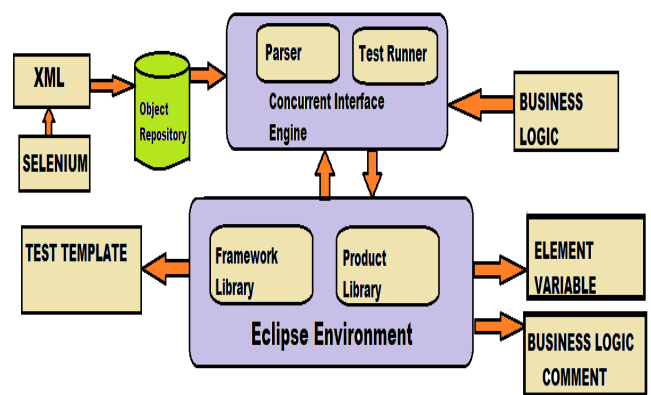 XML
SELENIUM
Object
Repository
Parser
Test Runner
Concurrent Interface
Engine
BUSINESS
LOGIC
TEST TEMPLATE
Framework
Library
Product
Library
Eclipse Environment
ELEMENT
VARIABLE
BUSINESS LOGIC
COMMENT